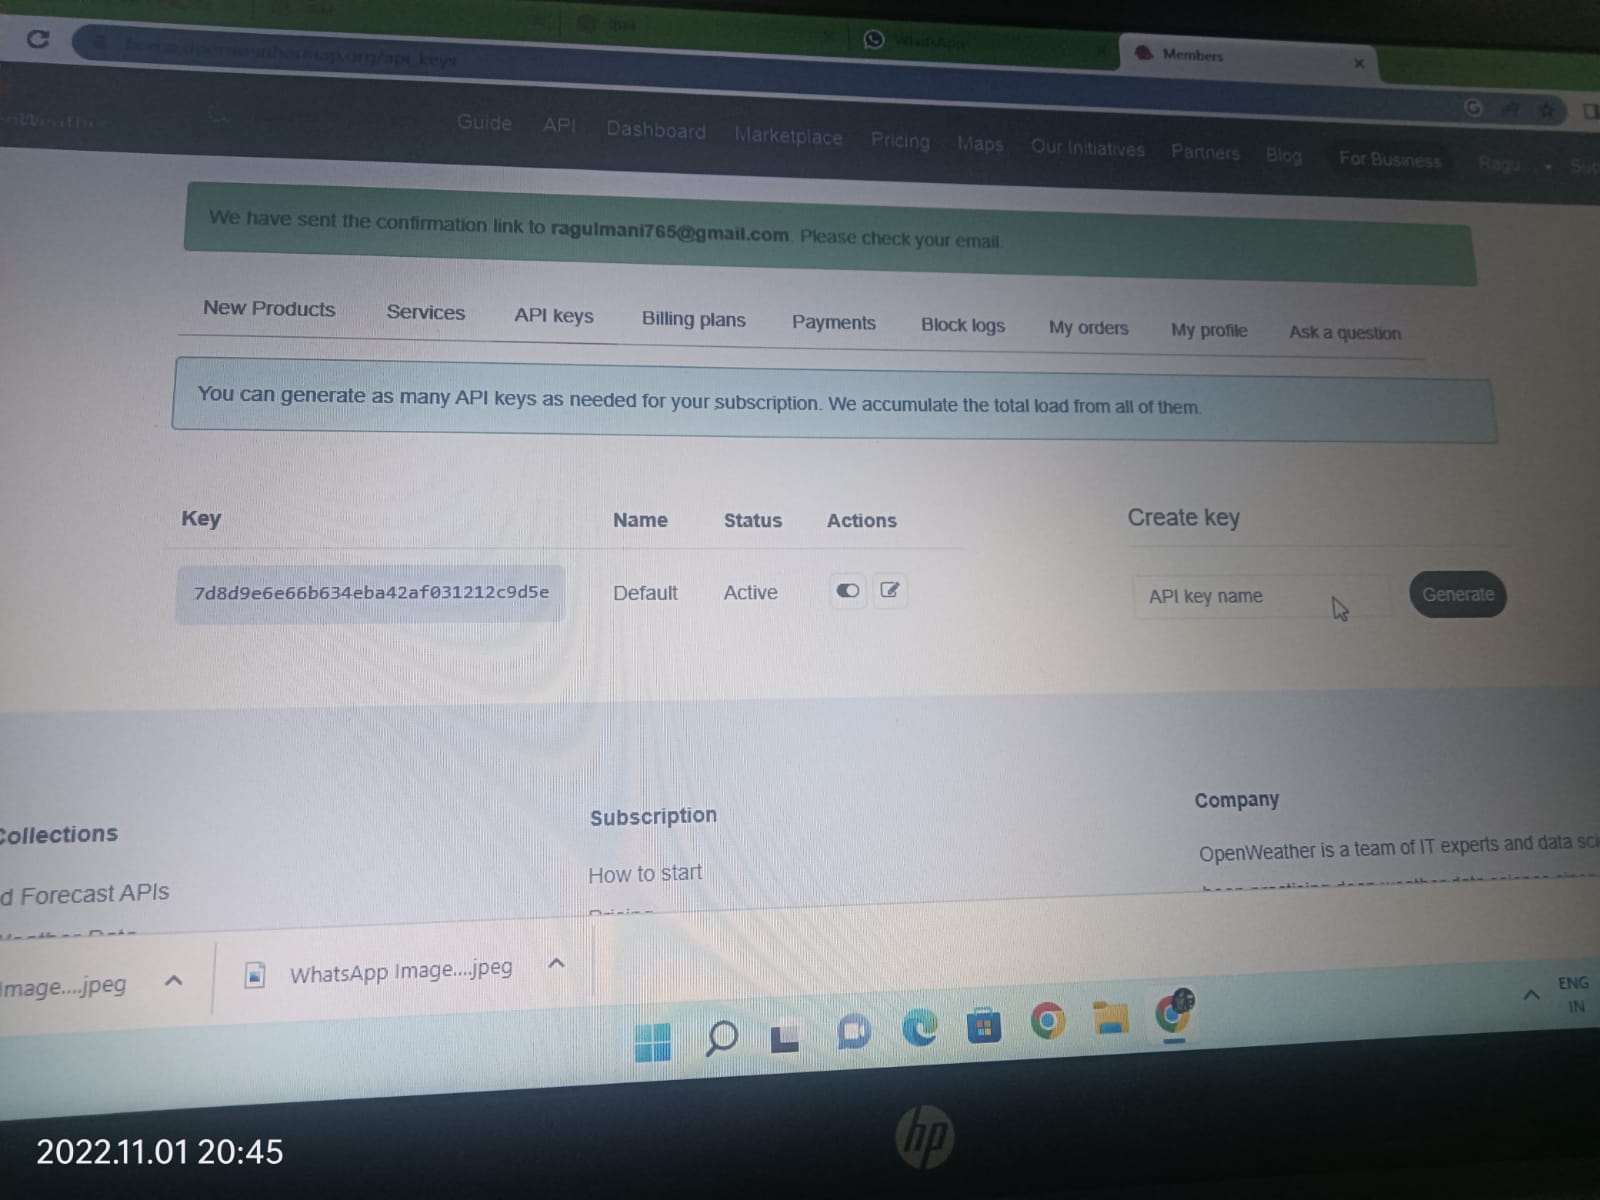 WhatsApp
Members
Guide API Dashboard Marketplace Pricing Maps Our Initiatives Partners Blog For Business Ragu
We have sent the confirmation link to ragulmani765@gmail.com. Please check your email
New Products Services API keys Billing plans Payments Block logs My orders My profile Ask a question
You can generate as many API keys as needed for your subscription. We accumulate the total load from all of them.
Key Name Status Actions Create key
7d8d9e6e66b634eba42af031212c9d5e Default Active API key name Generate
Collections Subscription Company
d Forecast APIs How to start OpenWeather is a team of IT experts and data sci
Image....jpeg WhatsApp Image....jpeg
ENG
IN
hp
2022.11.01 20:45